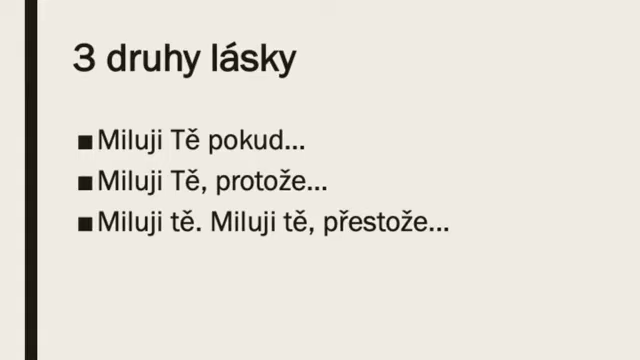 3 druhy lásky
■Miluji Tě pokud...
■Miluji Tě, protože...
■Miluji tě. Miluji tě, přestože...